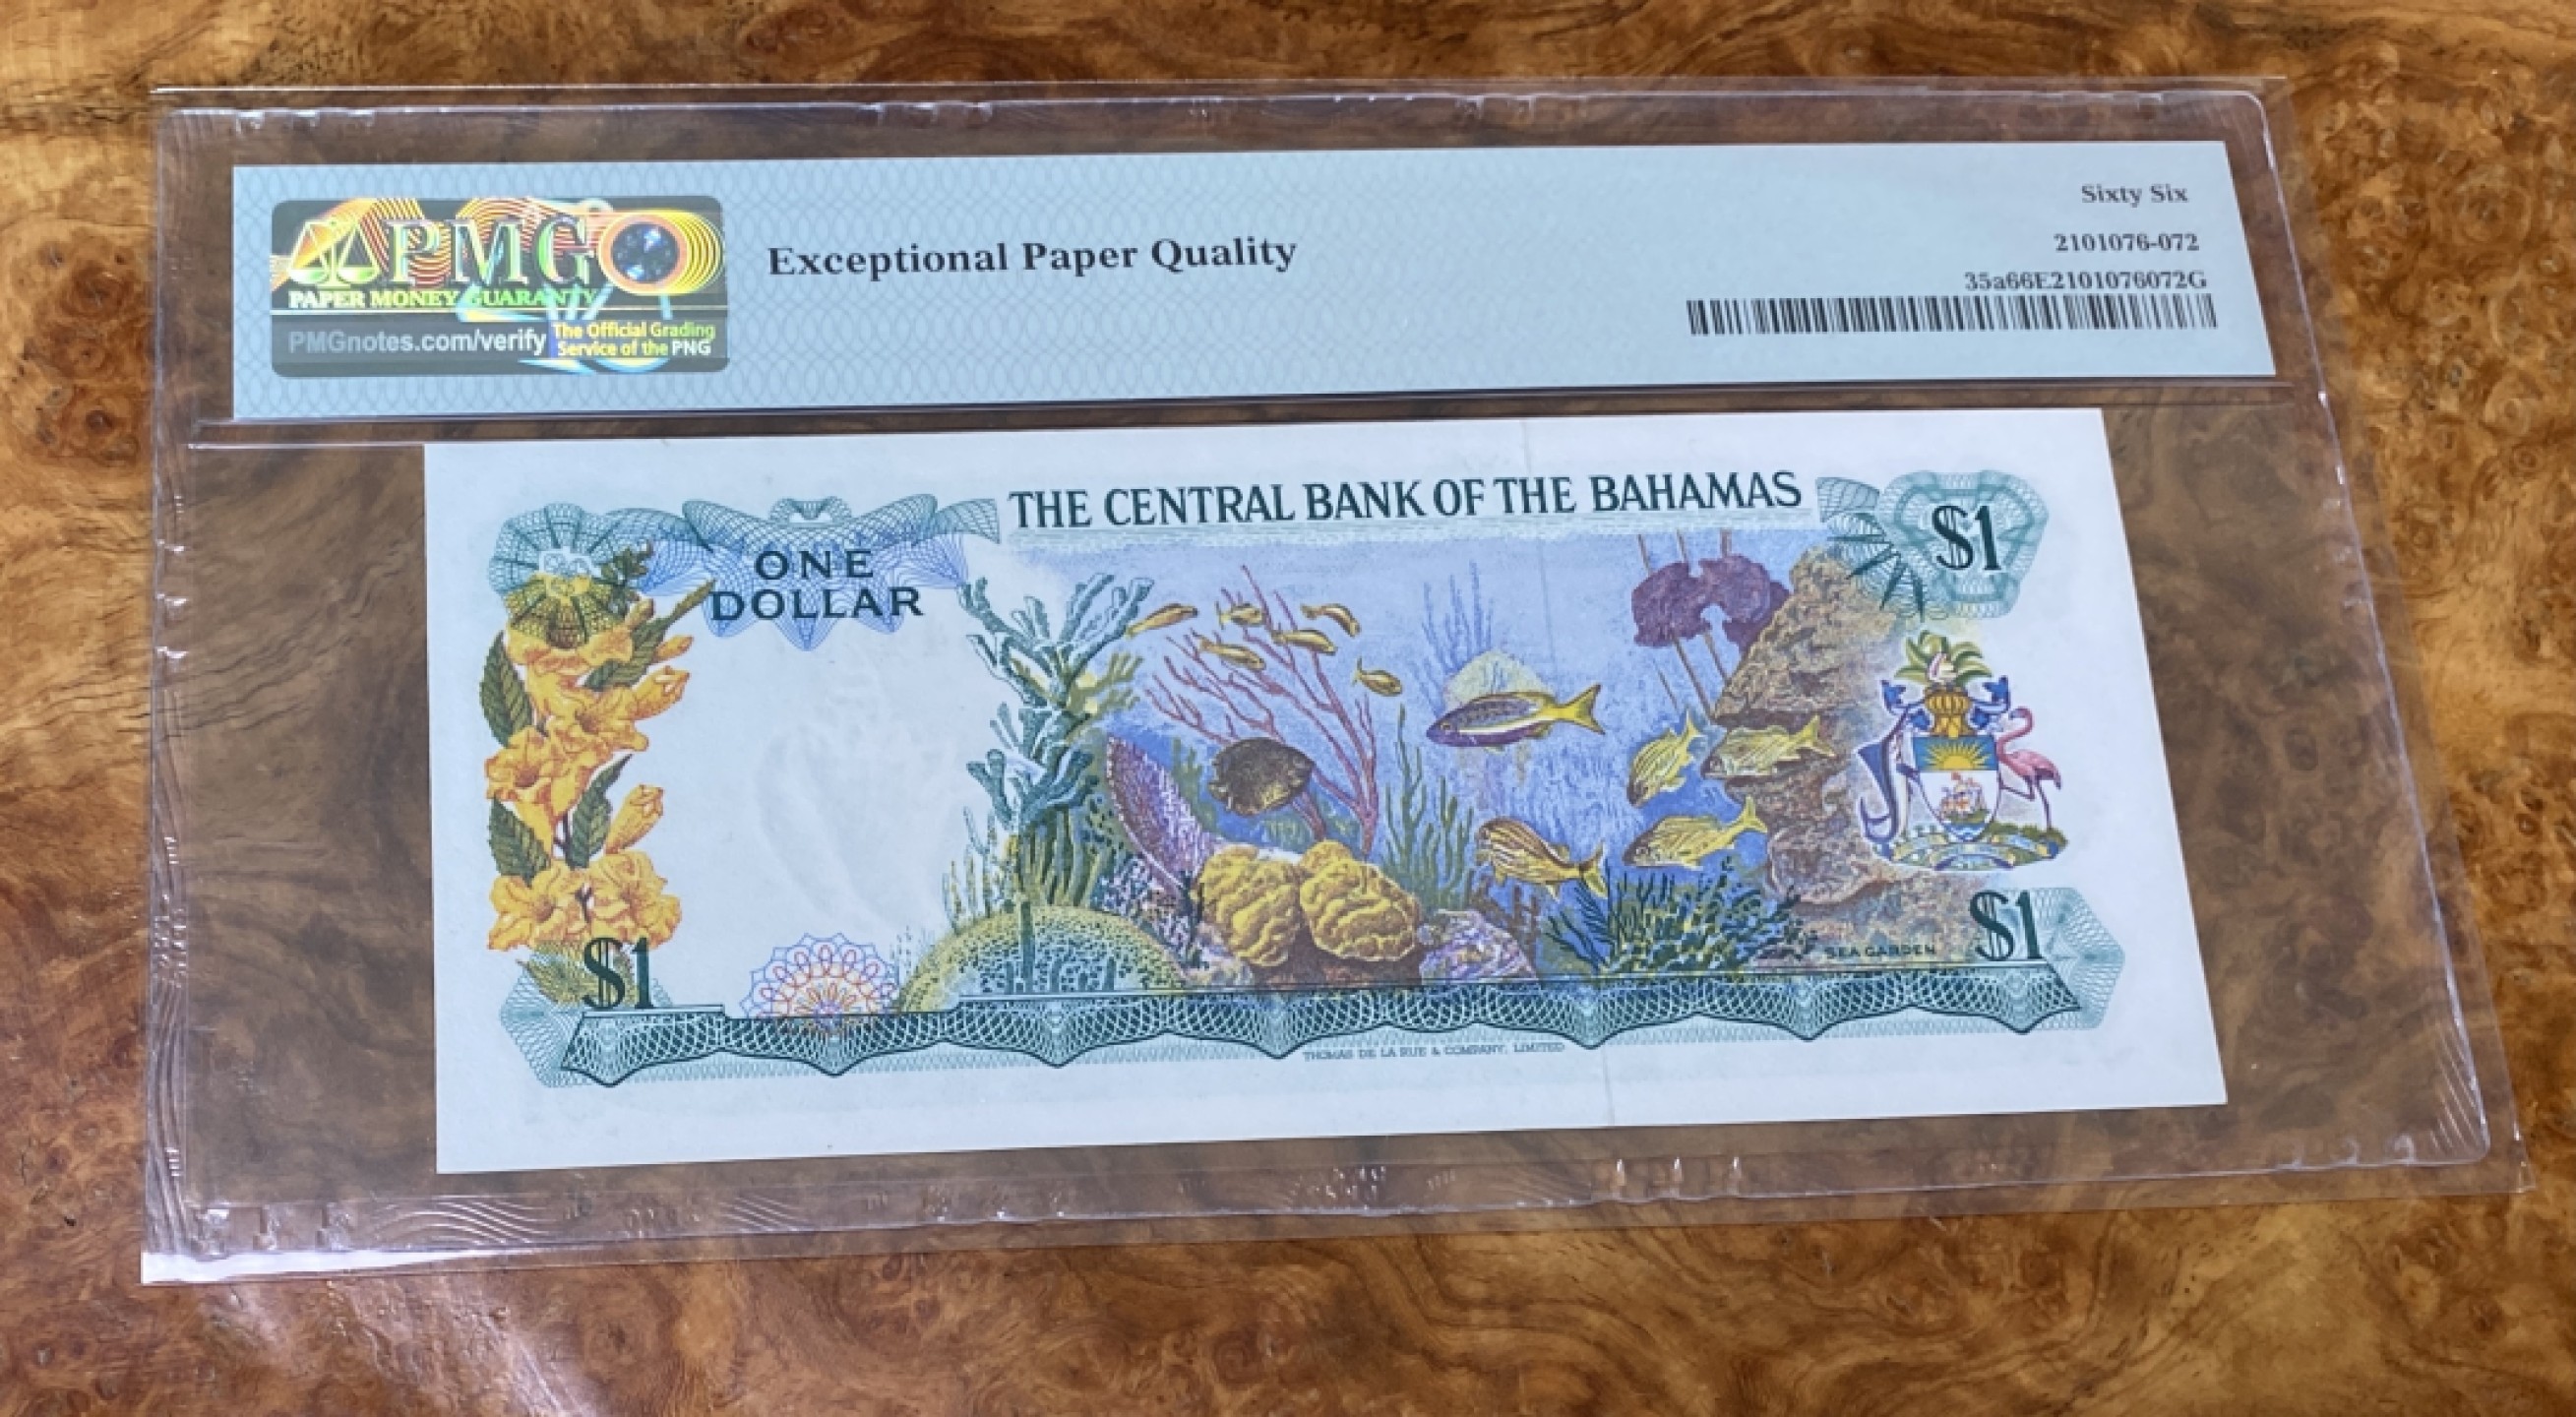 PMG
PAPER MONEY GUARANTY
PMGnotes.com/verify
The Official Grading
Service of the PNG
Exceptional Paper Quality
Sixty Six
2101076-072
35a66E2101076072G
THE CENTRAL BANK OF THE BAHAMAS
$1
ONE
DOLLAR
SEA GARDEN
$1
$1
THOMAS DE LA RUE & COMPANY, LIMITED